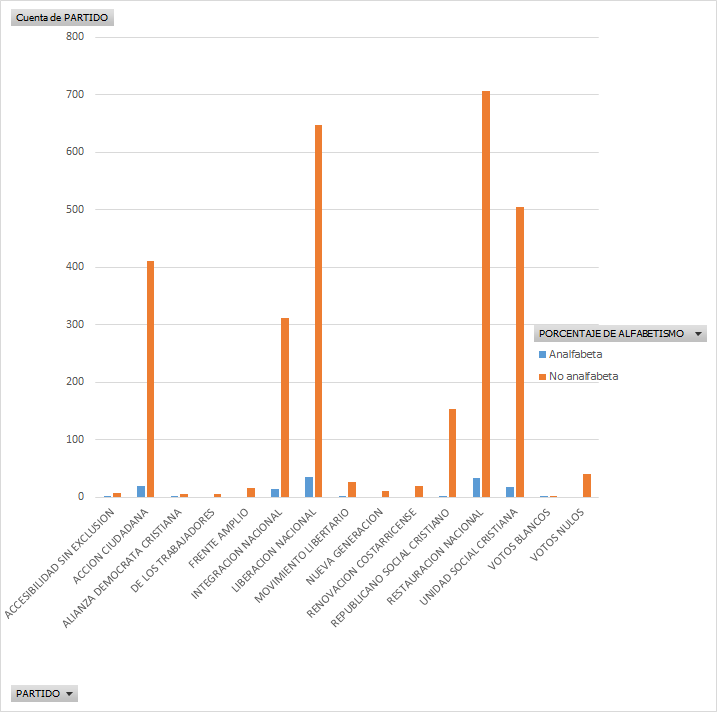 Cuenta de PARTIDO
800
700
600
500
400
300
200
100
0
PORCENTAJE DE ALFABETISMO
Analfabeta
No analfabeta
ACCESIBILIDAD SIN EXCLUSION
ACCION CIUDADANA
ALIANZA DEMOCRATA CRISTIANA
DE LOS TRABAJADORES
FRENTE AMPLIO
INTEGRACION NACIONAL
LIBERACION NACIONAL
MOVIMIENTO LIBERTARIO
NUEVA GENERACION
RENOVACION COSTARRICENSE
REPUBLICANO SOCIAL CRISTIANO
RESTAURACION NACIONAL
UNIDAD SOCIAL CRISTIANA
VOTOS BLANCOS
VOTOS NULOS
PARTIDO